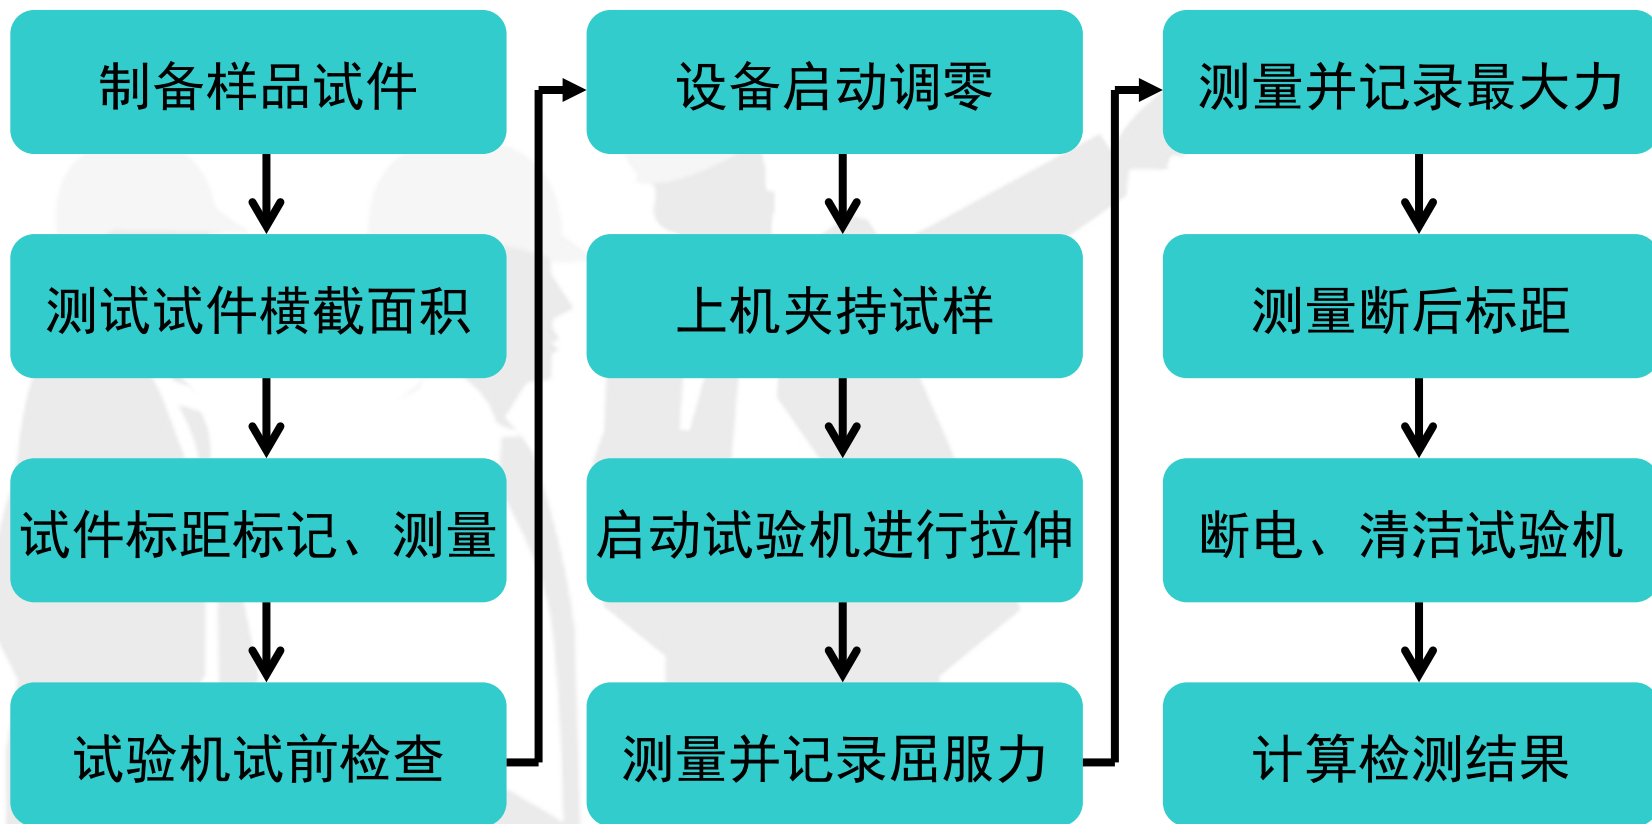 制备样品试件
测试试件横截面积
试件标距标记、测量
试验机试前检查
设备启动调零
上机夹持试样
启动试验机进行拉伸
测量并记录屈服力
测量并记录最大力
测量断后标距
断电、清洁试验机
计算检测结果